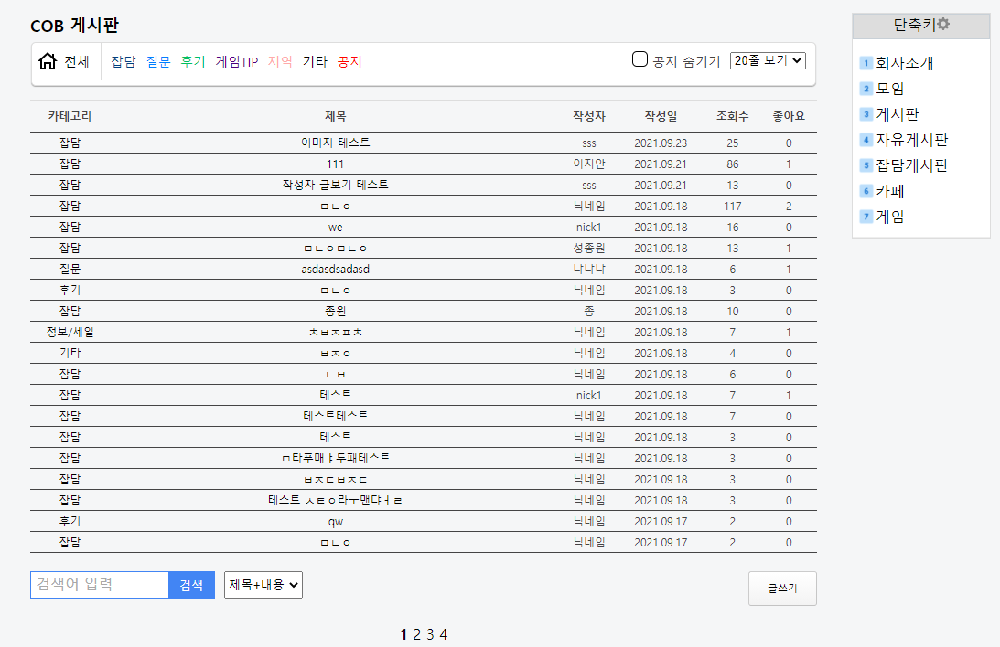 COB 게시판
전체 잡담 질문 후기 게임TIP 지역 기타 공지 공지 숨기기 20줄 보기
카테고리 제목 작성자 작성일 조회수 좋아요
잡담 이미지 테스트 sss 2021.09.23 25 0
잡담 111 이지안 2021.09.21 86 1
잡담 작성자 글보기 테스트 sss 2021.09.21 13 0
잡담 ㅁㄴㅇ 닉네임 2021.09.18 117 2
잡담 we nick1 2021.09.18 16 0
잡담 ㅁㄴㅇㅁㄴㅇ 성종원 2021.09.18 13 1
질문 asdasdsadasd 냐냐냐 2021.09.18 6 1
후기 ㅁㄴㅇ 닉네임 2021.09.18 3 0
잡담 종원 종 2021.09.18 10 0
정보/세일 ㅊㅂㅈㅍㅊ 닉네임 2021.09.18 7 1
기타 ㅂㅈㅇ 닉네임 2021.09.18 4 0
잡담 ㄴㅂ 닉네임 2021.09.18 6 0
잡담 테스트 nick1 2021.09.18 7 1
잡담 테스트테스트 닉네임 2021.09.18 7 0
잡담 테스트 닉네임 2021.09.18 3 0
잡담 ㅁ타푸매ㅑ두패테스트 닉네임 2021.09.18 3 0
잡담 ㅂㅈㄷㅂㅈㄷ 닉네임 2021.09.18 3 0
잡담 테스트 ㅅㅌㅇ라ㅜ맨댜ㅓㄹ 닉네임 2021.09.18 3 0
후기 qw 닉네임 2021.09.17 2 0
잡담 ㅁㄴㅇ 닉네임 2021.09.17 2 0
검색어 입력 검색 제목+내용 글쓰기
1 2 3 4
단축키
1 회사소개
2 모임
3 게시판
4 자유게시판
5 잡담게시판
6 카페
7 게임